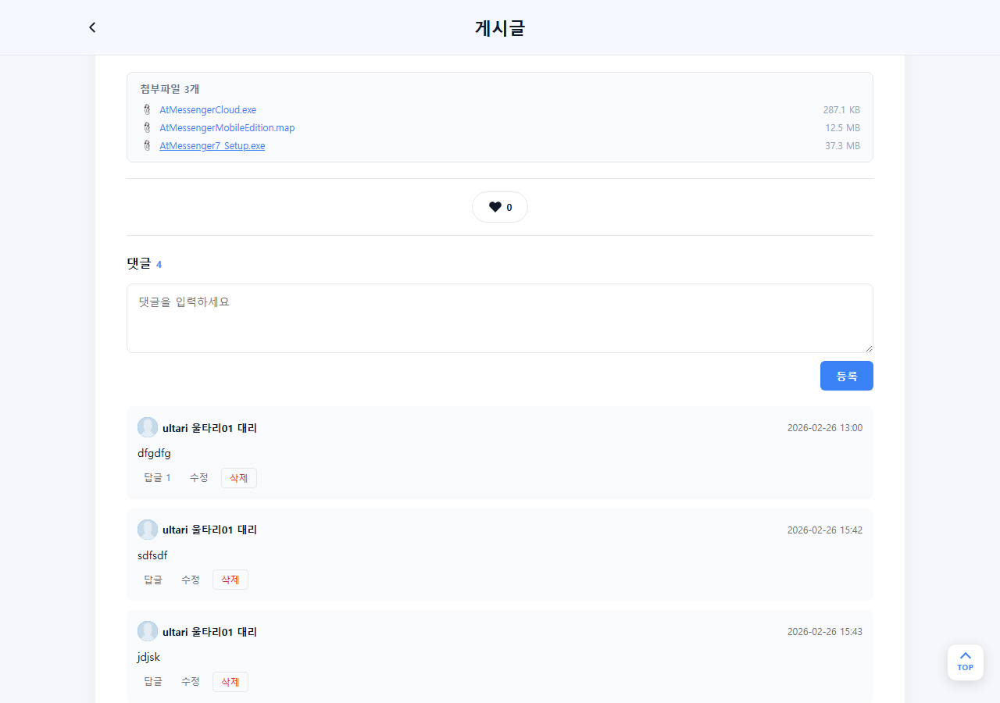 게시글
첨부파일 3개
AtMessengerCloud.exe 287.1 KB
AtMessengerMobileEdition.map 12.5 MB
AtMessenger7_Setup.exe 37.3 MB
0
댓글 4
댓글을 입력하세요
등록
ultari 울타리01 대리 2026-02-26 13:00
dfgdfg
답글 1 수정 삭제
ultari 울타리01 대리 2026-02-26 15:42
sdfsdf
답글 수정 삭제
ultari 울타리01 대리 2026-02-26 15:43
jdjsk
답글 수정 삭제
TOP